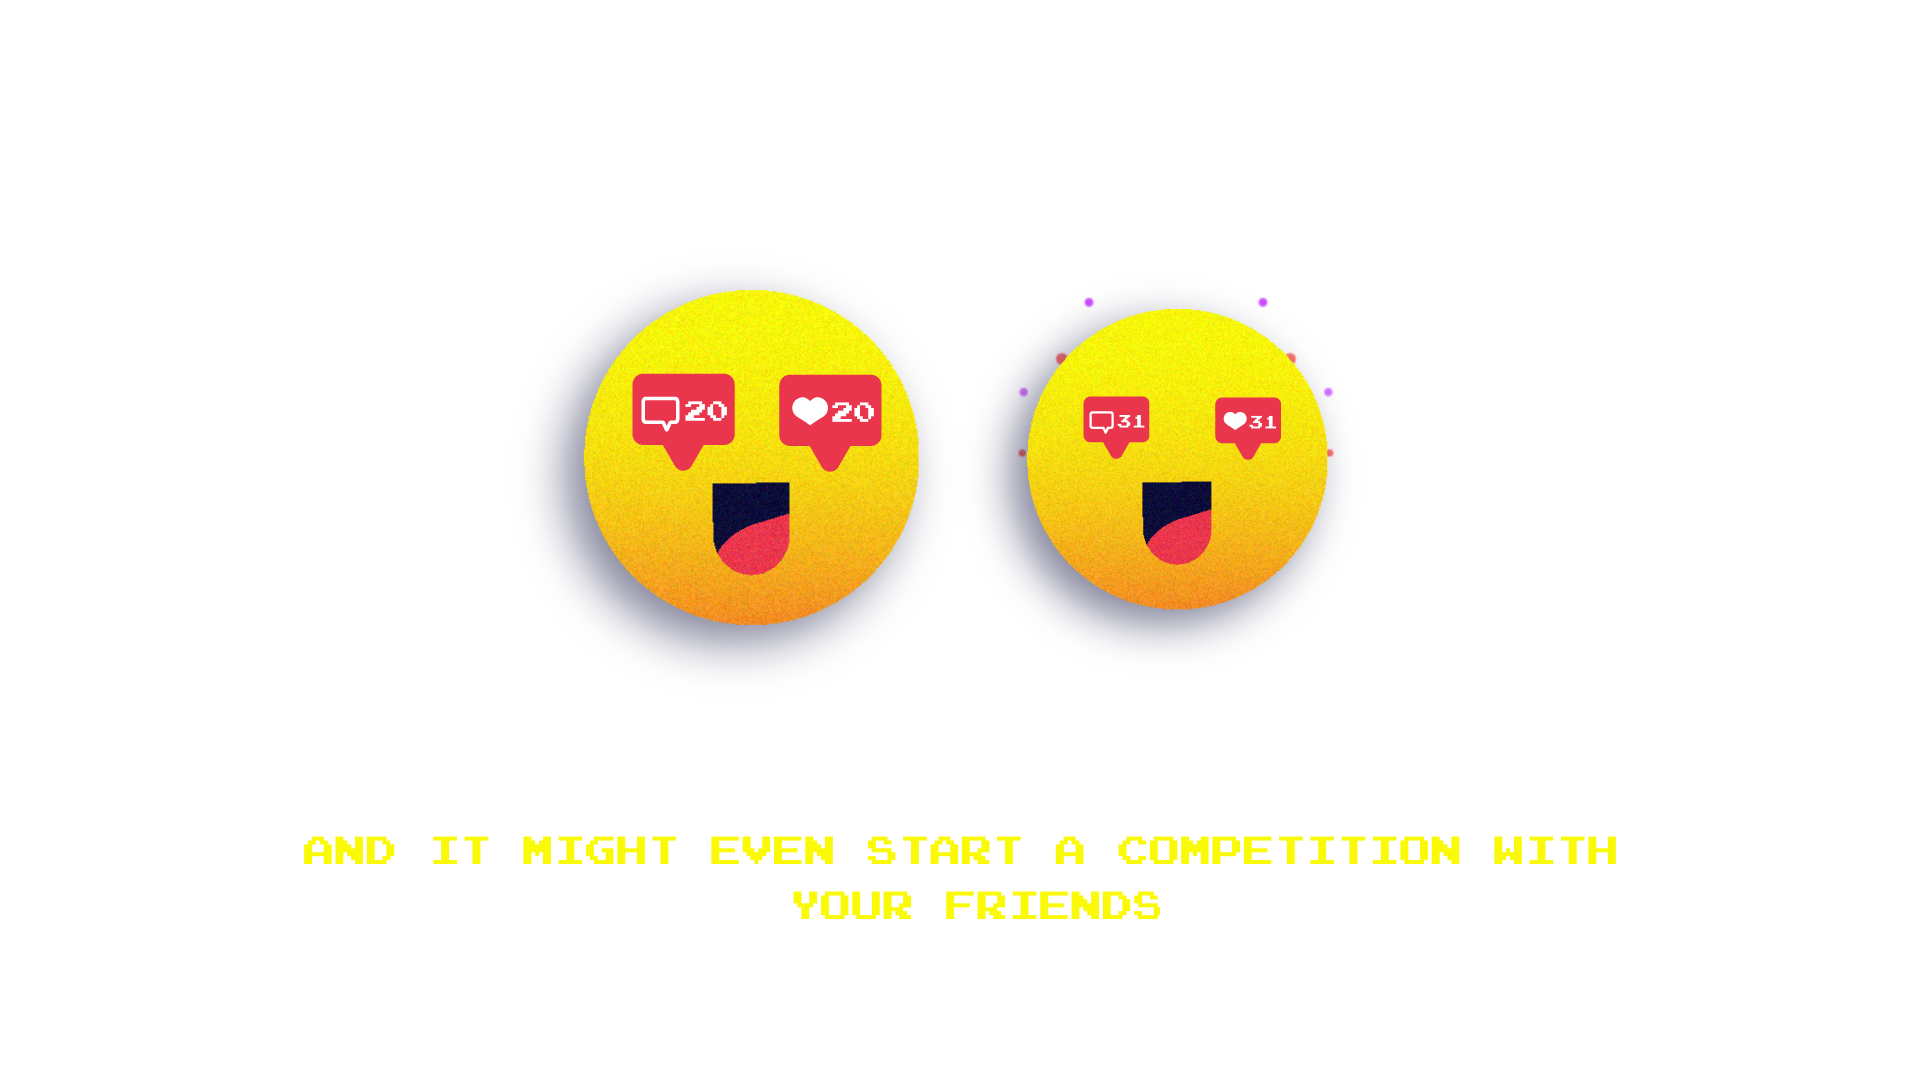 20 20
31 31
AND IT MIGHT EVEN START A COMPETITION WITH
YOUR FRIENDS